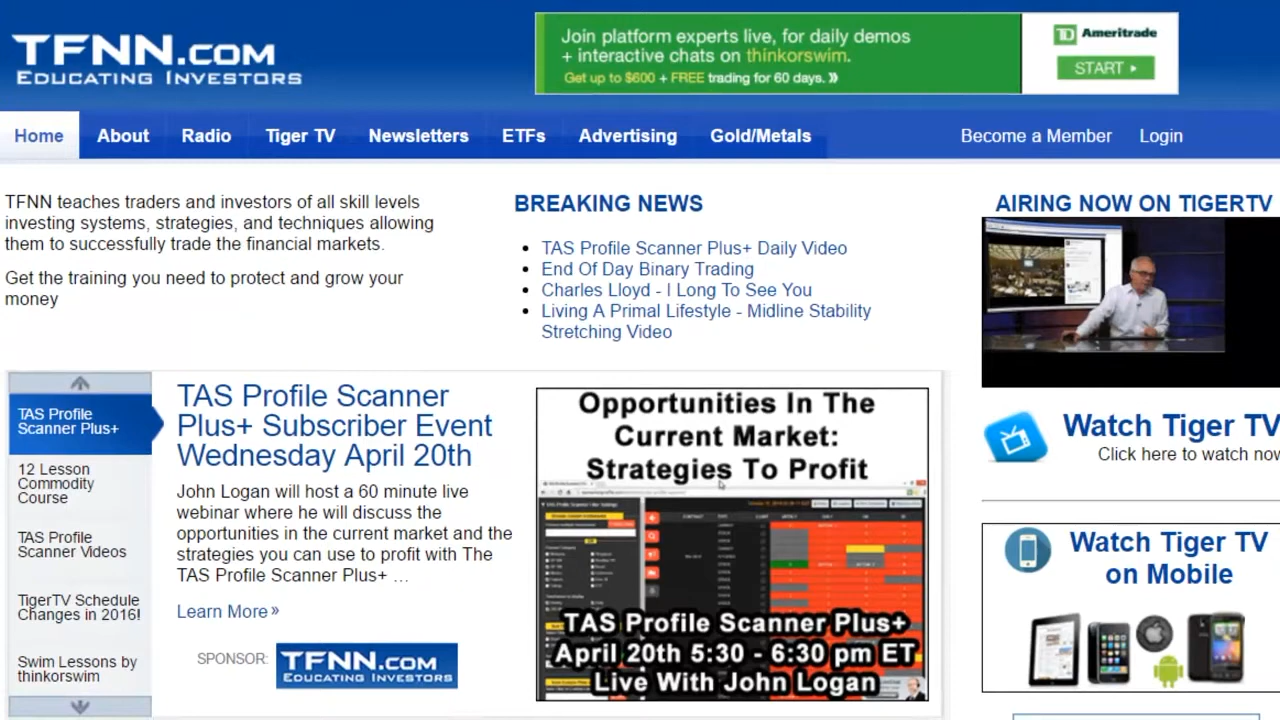 TFNN.COM
EDUCATING INVESTORS
Join platform experts live, for daily demos
+ interactive chats on thinkorswim.
Get up to $600 + FREE trading for 60 days. »
TD Ameritrade
START ▸
Home
About
Radio
Tiger TV
Newsletters
ETFs
Advertising
Gold/Metals
Become a Member
Login
TFNN teaches traders and investors of all skill levels
investing systems, strategies, and techniques allowing
them to successfully trade the financial markets.
Get the training you need to protect and grow your
money
BREAKING NEWS
TAS Profile Scanner Plus+ Daily Video
End Of Day Binary Trading
Charles Lloyd - I Long To See You
Living A Primal Lifestyle - Midline Stability
Stretching Video
AIRING NOW ON TIGERTV
TAS Profile
Scanner Plus+
12 Lesson
Commodity
Course
TAS Profile
Scanner Videos
TigerTV Schedule
Changes in 2016!
Swim Lessons by
thinkorswim
TAS Profile Scanner
Plus+ Subscriber Event
Wednesday April 20th
John Logan will host a 60 minute live
webinar where he will discuss the
opportunities in the current market and the
strategies you can use to profit with The
TAS Profile Scanner Plus+ …
Learn More »
SPONSOR:
TFNN.COM
EDUCATING INVESTORS
Opportunities In The
Current Market:
Strategies To Profit
TAS Profile Scanner Plus+
April 20th 5:30 - 6:30 pm ET
Live With John Logan
Watch Tiger TV
Click here to watch now
Watch Tiger TV
on Mobile